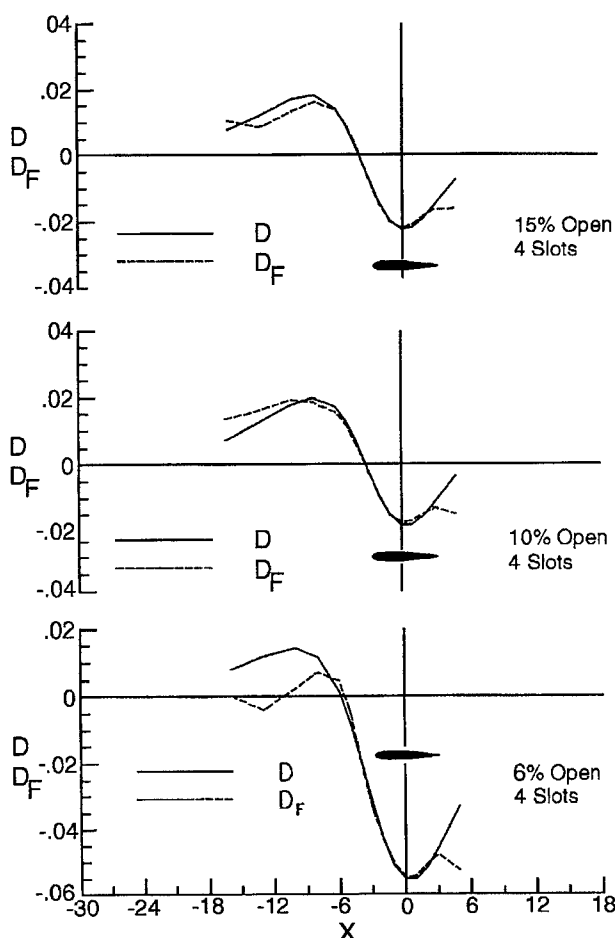 04
.02
0
-.02
-.04
D
D_F
D
D_F
15% Open
4 Slots
04
.02
0
-.02
-.04
D
D_F
D
D_F
10% Open
4 Slots
.02
0
-.02
-.04
-.06
D
D_F
D
D_F
6% Open
4 Slots
-30 -24 -18 -12 -6 0 6 12 18
X